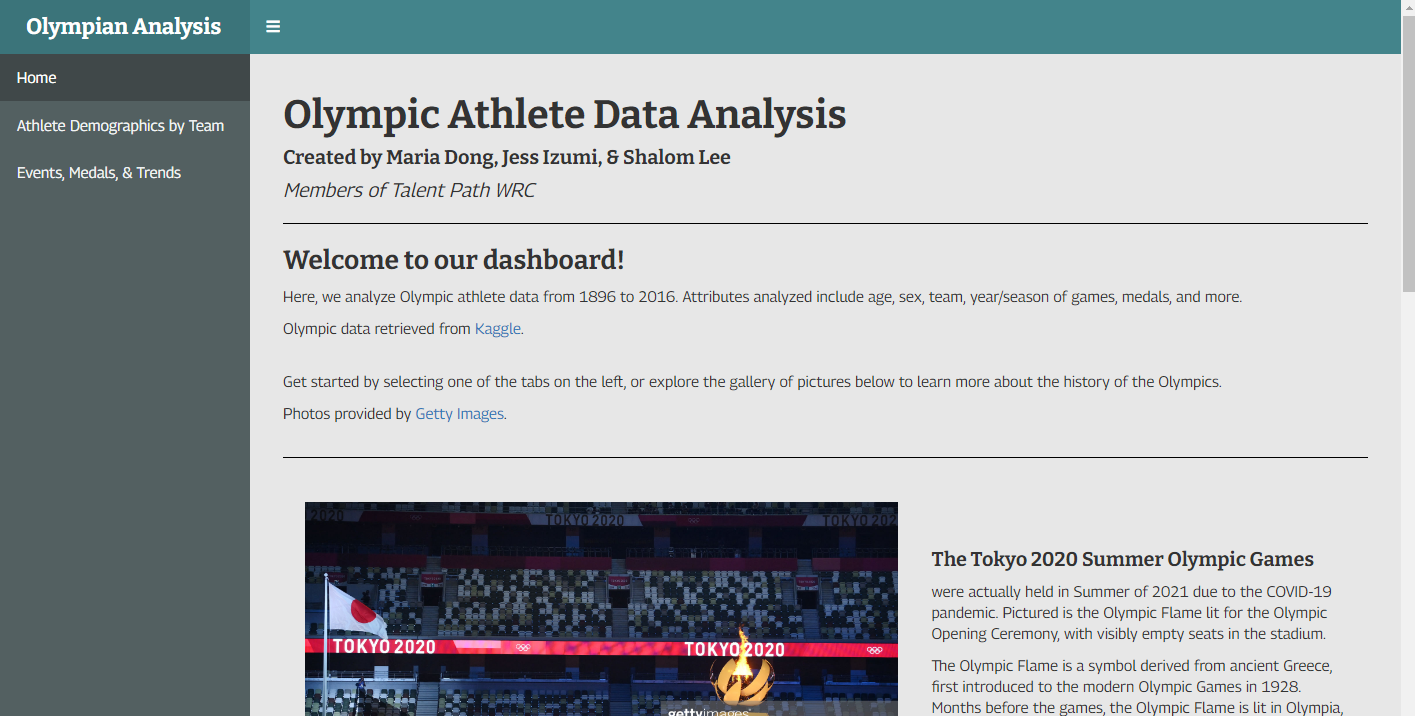 Olympian Analysis
Home
Athlete Demographics by Team
Events, Medals, & Trends
Olympic Athlete Data Analysis
Created by Maria Dong, Jess Izumi, & Shalom Lee
Members of Talent Path WRC
Welcome to our dashboard!
Here, we analyze Olympic athlete data from 1896 to 2016. Attributes analyzed include age, sex, team, year/season of games, medals, and more.
Olympic data retrieved from Kaggle.
Get started by selecting one of the tabs on the left, or explore the gallery of pictures below to learn more about the history of the Olympics.
Photos provided by Getty Images.
2020
TOKYO 2020
TOKYO 202
TOKYO 2020
TOKYO 2020
gettyimages
The Tokyo 2020 Summer Olympic Games
were actually held in Summer of 2021 due to the COVID-19
pandemic. Pictured is the Olympic Flame lit for the Olympic
Opening Ceremony, with visibly empty seats in the stadium.
The Olympic Flame is a symbol derived from ancient Greece,
first introduced to the modern Olympic Games in 1928.
Months before the games, the Olympic Flame is lit in Olympia,